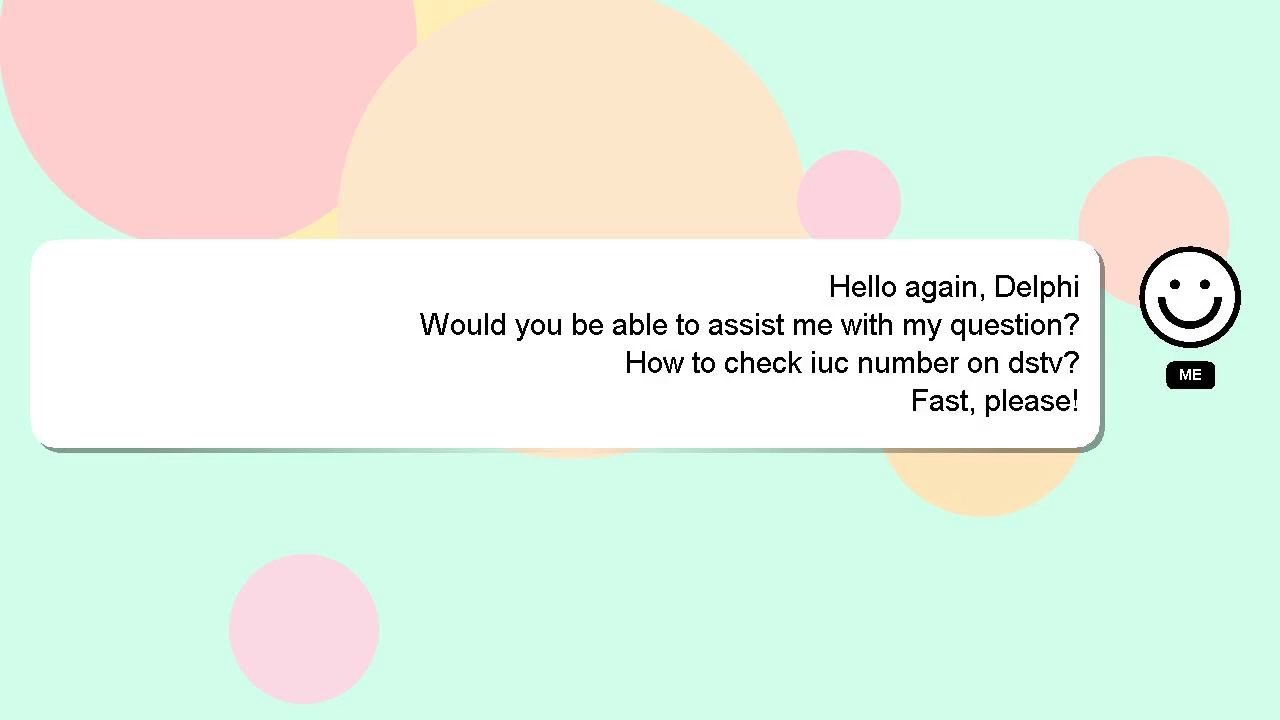 Hello again, Delphi
Would you be able to assist me with my question?
How to check iuc number on dstv?
Fast, please!
ME